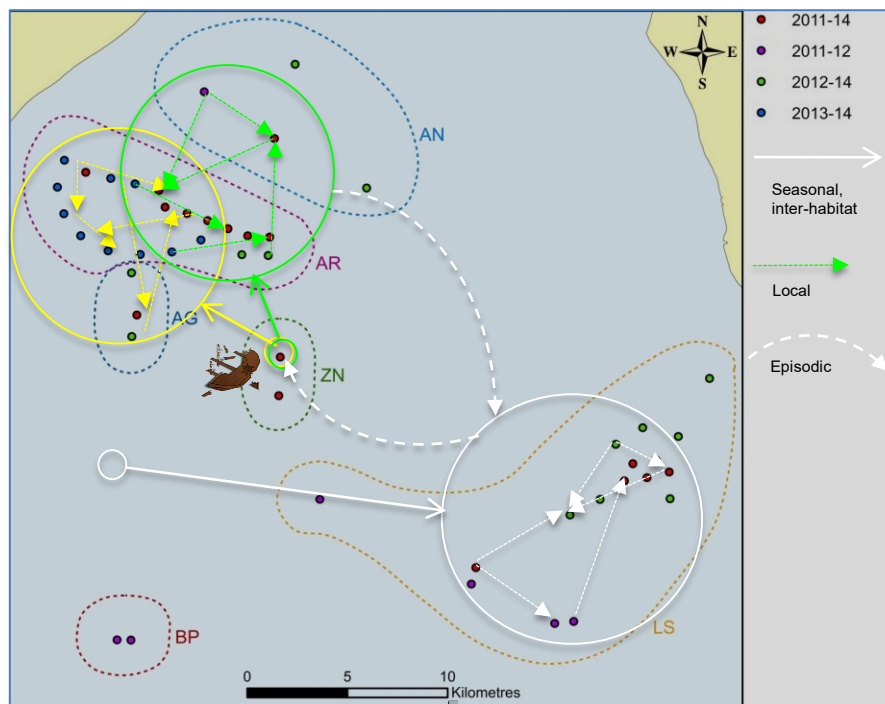 N
W E
S
AN
AR
AG
ZN
LS
BP
0 5 10
Kilometres
2011-14
2011-12
2012-14
2013-14
Seasonal,
inter-habitat
Local
Episodic